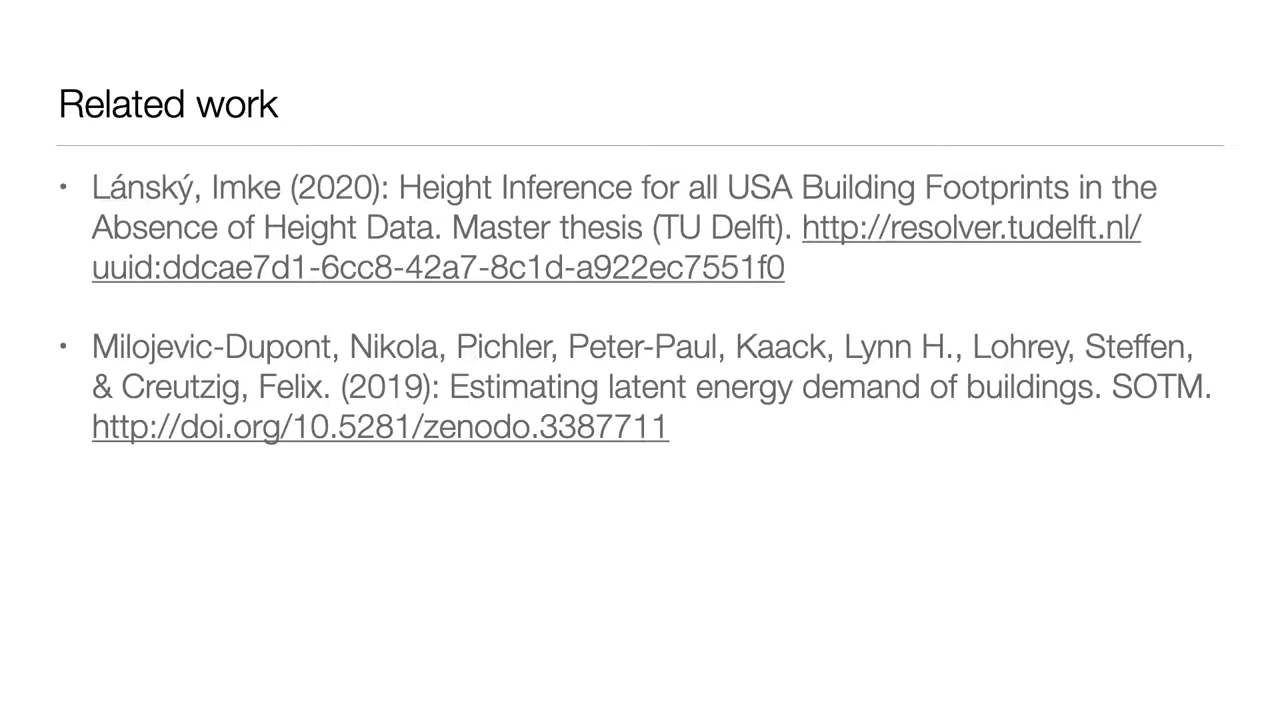 Related work
• Lánský, Imke (2020): Height Inference for all USA Building Footprints in the
Absence of Height Data. Master thesis (TU Delft). http://resolver.tudelft.nl/
uuid:ddcae7d1-6cc8-42a7-8c1d-a922ec7551f0
• Milojevic-Dupont, Nikola, Pichler, Peter-Paul, Kaack, Lynn H., Lohrey, Steffen,
& Creutzig, Felix. (2019): Estimating latent energy demand of buildings. SOTM.
http://doi.org/10.5281/zenodo.3387711